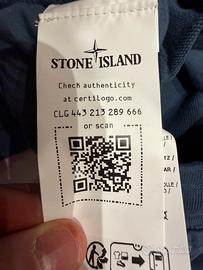 STONE ISLAND
Check authenticity
at certilogo.com
CLG 443 213 289 666
or scan